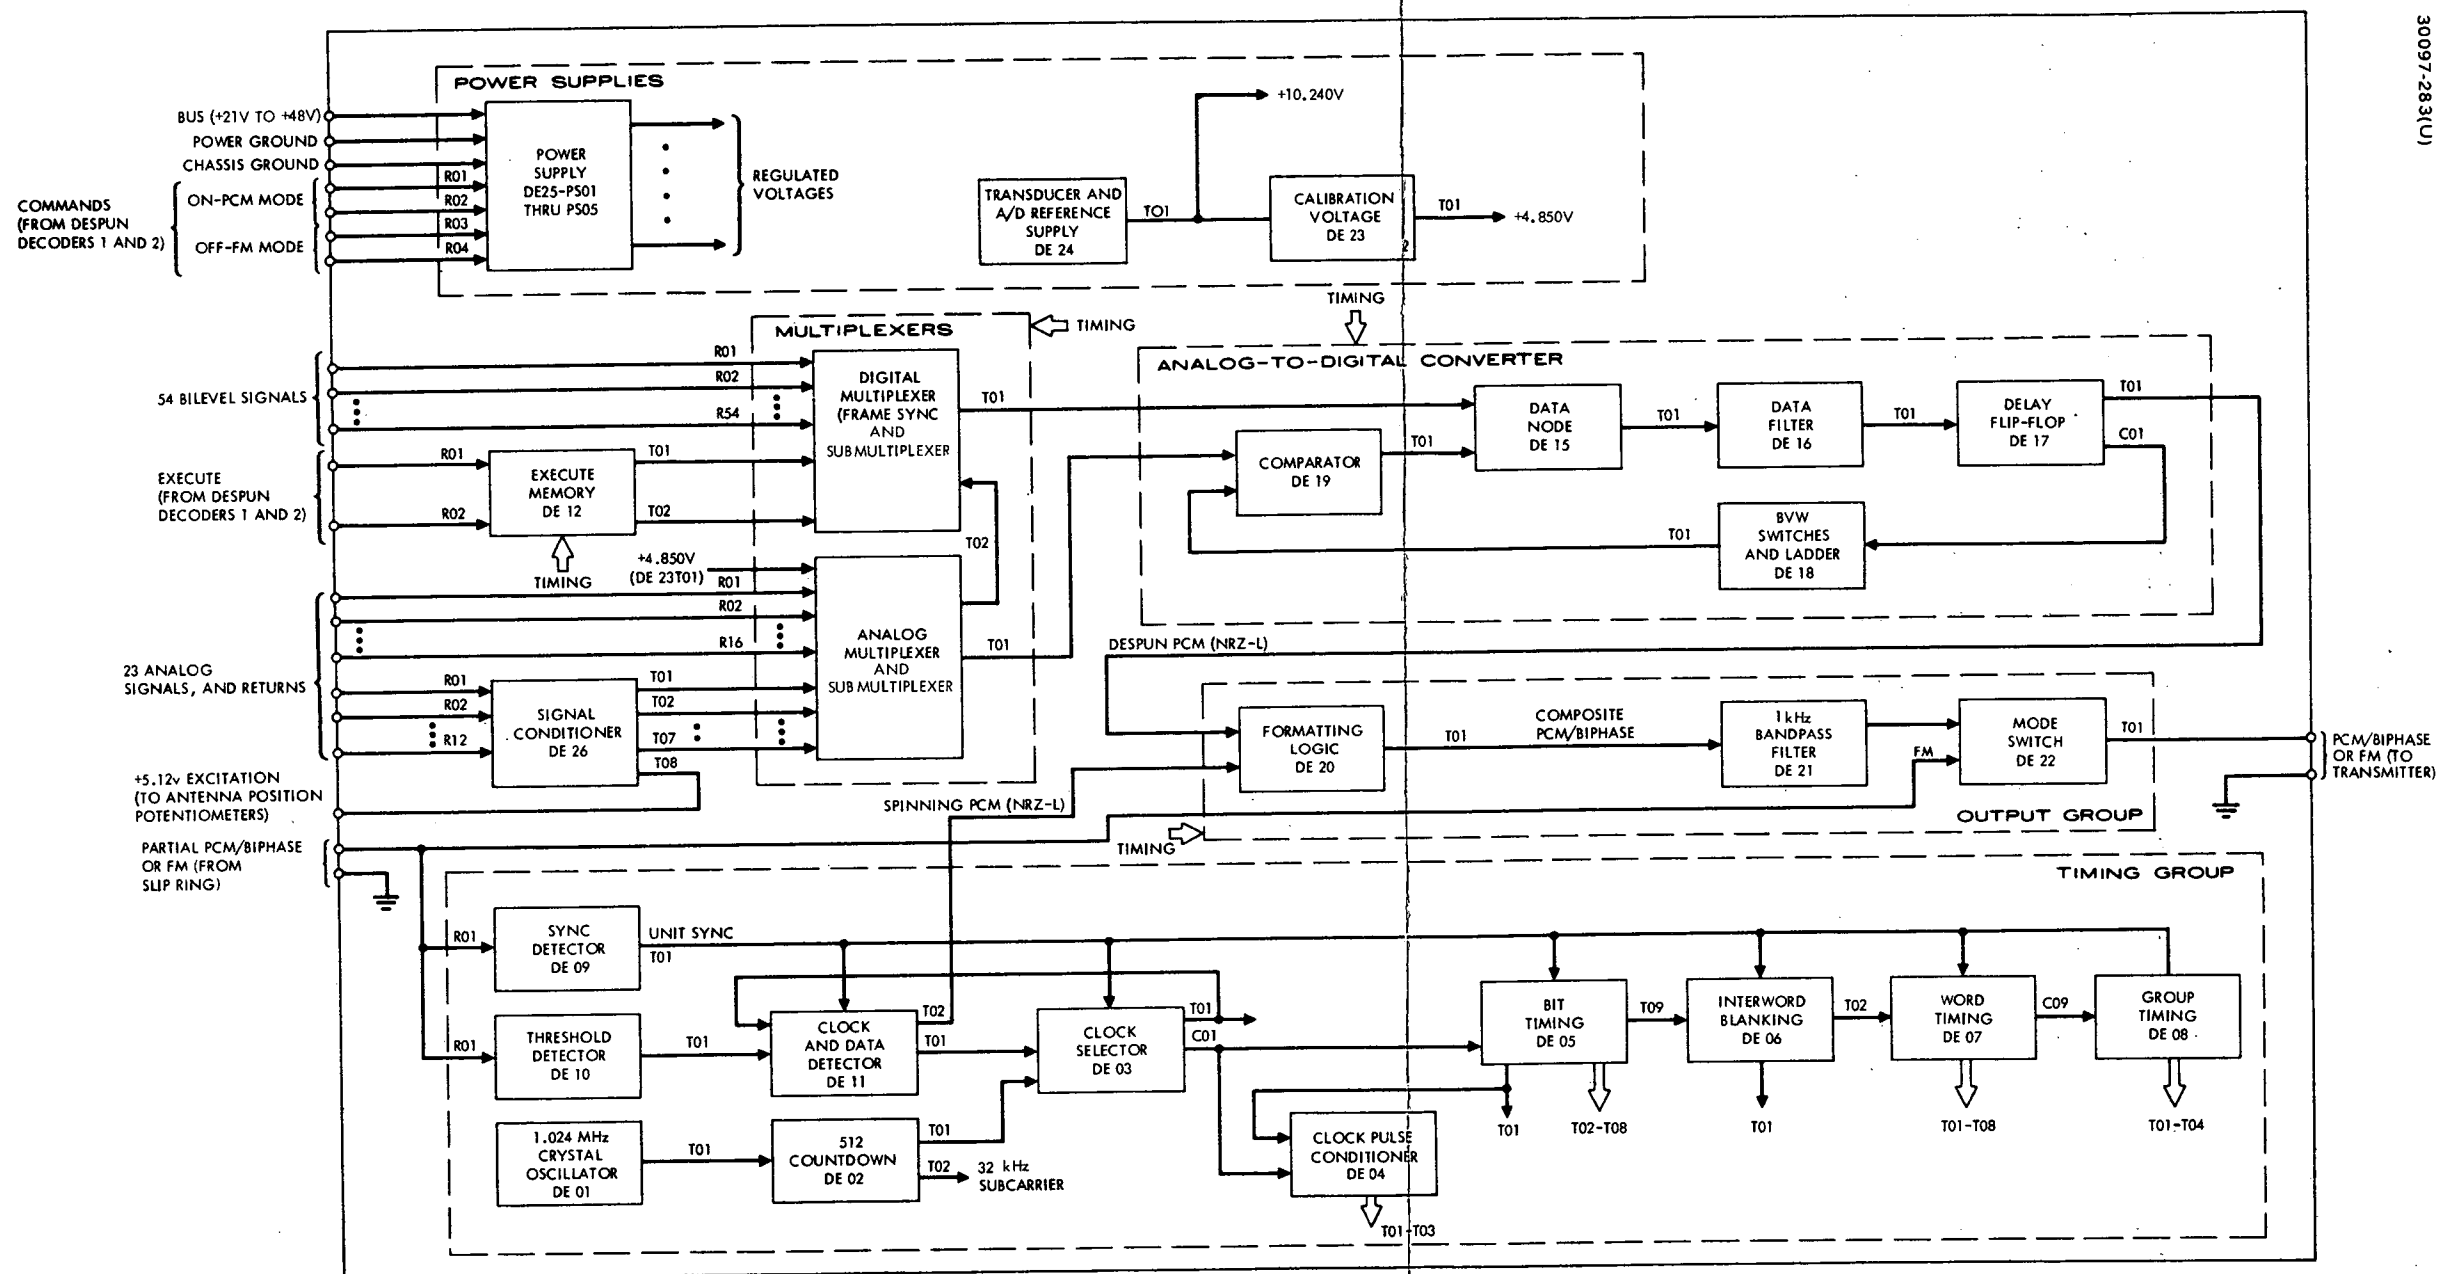 30097-283(U)
POWER SUPPLIES
BUS (+21V TO +48V)
POWER GROUND
CHASSIS GROUND
COMMANDS
(FROM DESPUN
DECODERS 1 AND 2)
ON-PCM MODE
OFF-FM MODE
R01
R02
R03
R04
POWER
SUPPLY
DE25-PS01
THRU PS05
REGULATED
VOLTAGES
TRANSDUCER AND
A/D REFERENCE
SUPPLY
DE 24
TO1
+10.240V
CALIBRATION
VOLTAGE
DE 23
T01
+4.850V
TIMING
MULTIPLEXERS
TIMING
54 BILEVEL SIGNALS
R01
R02
R54
DIGITAL
MULTIPLEXER
(FRAME SYNC
AND
SUBMULTIPLEXER
T01
EXECUTE
(FROM DESPUN
DECODERS 1 AND 2)
R01
R02
EXECUTE
MEMORY
DE 12
T01
T02
TIMING
T02
+4.850V
(DE 23T01)
R01
R02
R16
ANALOG
MULTIPLEXER
AND
SUBMULTIPLEXER
T01
23 ANALOG
SIGNALS, AND RETURNS
R01
R02
R12
SIGNAL
CONDITIONER
DE 26
T01
T02
T07
T08
+5.12v EXCITATION
(TO ANTENNA POSITION
POTENTIOMETERS)
ANALOG-TO-DIGITAL CONVERTER
COMPARATOR
DE 19
T01
DATA
NODE
DE 15
T01
DATA
FILTER
DE 16
T01
DELAY
FLIP-FLOP
DE 17
T01
C01
BVW
SWITCHES
AND LADDER
DE 18
T01
DESPUN PCM (NRZ-L)
SPINNING PCM (NRZ-L)
FORMATTING
LOGIC
DE 20
T01
COMPOSITE
PCM/BIPHASE
1 kHz
BANDPASS
FILTER
DE 21
FM
MODE
SWITCH
DE 22
T01
PCM/BIPHASE
OR FM (TO
TRANSMITTER)
OUTPUT GROUP
TIMING
PARTIAL PCM/BIPHASE
OR FM (FROM
SLIP RING)
TIMING GROUP
R01
SYNC
DETECTOR
DE 09
UNIT SYNC
T01
R01
THRESHOLD
DETECTOR
DE 10
T01
CLOCK
AND DATA
DETECTOR
DE 11
T02
T01
CLOCK
SELECTOR
DE 03
T01
C01
1.024 MHz
CRYSTAL
OSCILLATOR
DE 01
T01
512
COUNTDOWN
DE 02
T01
T02
32 kHz
SUBCARRIER
CLOCK PULSE
CONDITIONER
DE 04
T01-T03
BIT
TIMING
DE 05
T09
T01
T02-T08
INTERWORD
BLANKING
DE 06
T02
T01
WORD
TIMING
DE 07
C09
T01-T08
GROUP
TIMING
DE 08
T01-T04